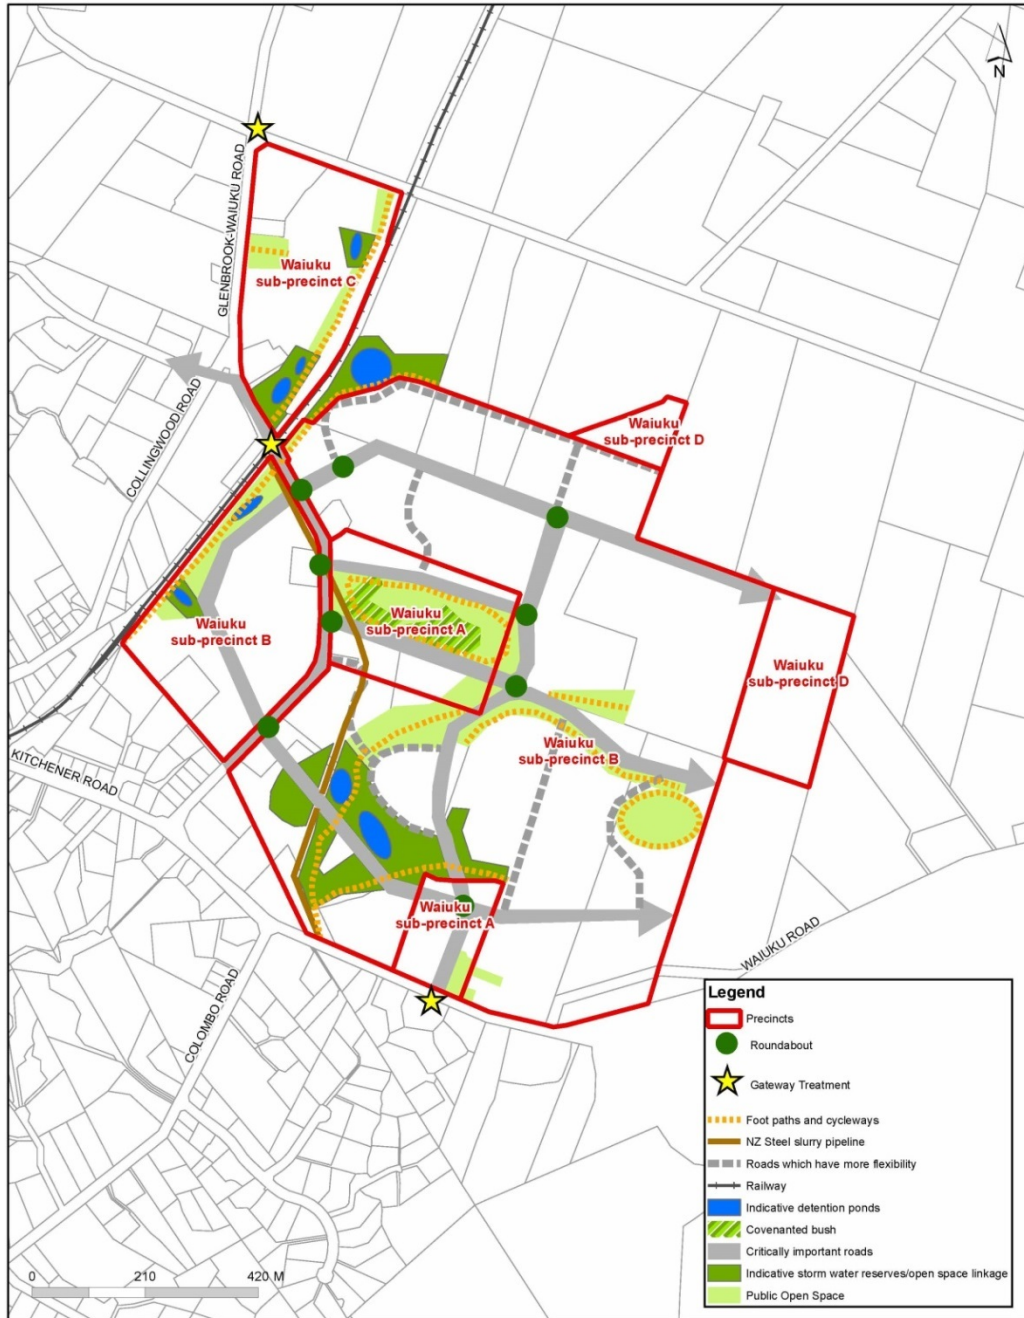 N
GLENBROOK-WAIUKU ROAD
Waiuku
sub-precinct C
COLLINGWOOD ROAD
Waiuku
sub-precinct D
Waiuku
sub-precinct A
Waiuku
sub-precinct B
Waiuku
sub-precinct D
Waiuku
sub-precinct B
KITCHENER ROAD
Waiuku
sub-precinct A
WAIUKU ROAD
COLOMBO ROAD
Legend
Precincts
Roundabout
Gateway Treatment
Foot paths and cycleways
NZ Steel slurry pipeline
Roads which have more flexibility
Railway
Indicative detention ponds
Covenanted bush
Critically important roads
Indicative storm water reserves/open space linkage
Public Open Space
0 210 420 M